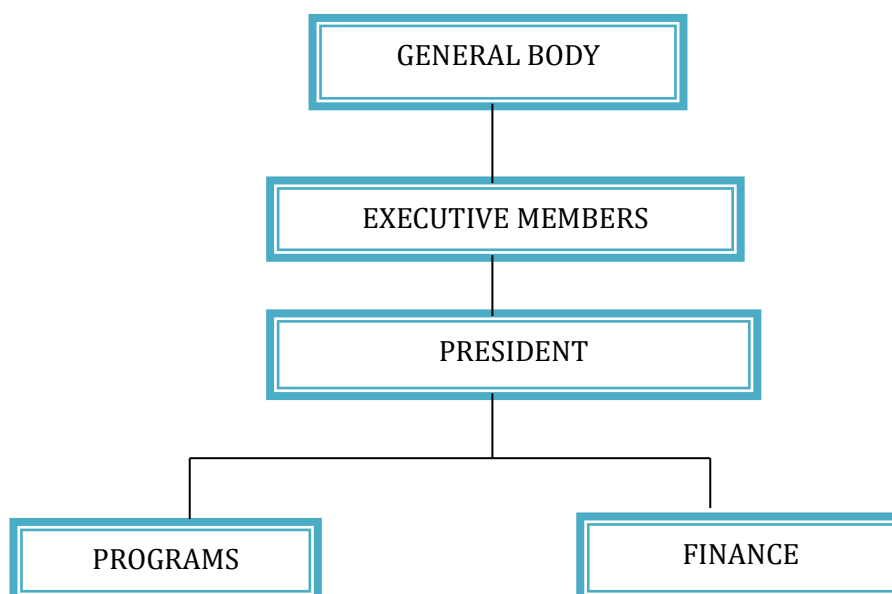 GENERAL BODY
EXECUTIVE MEMBERS
PRESIDENT
PROGRAMS
FINANCE